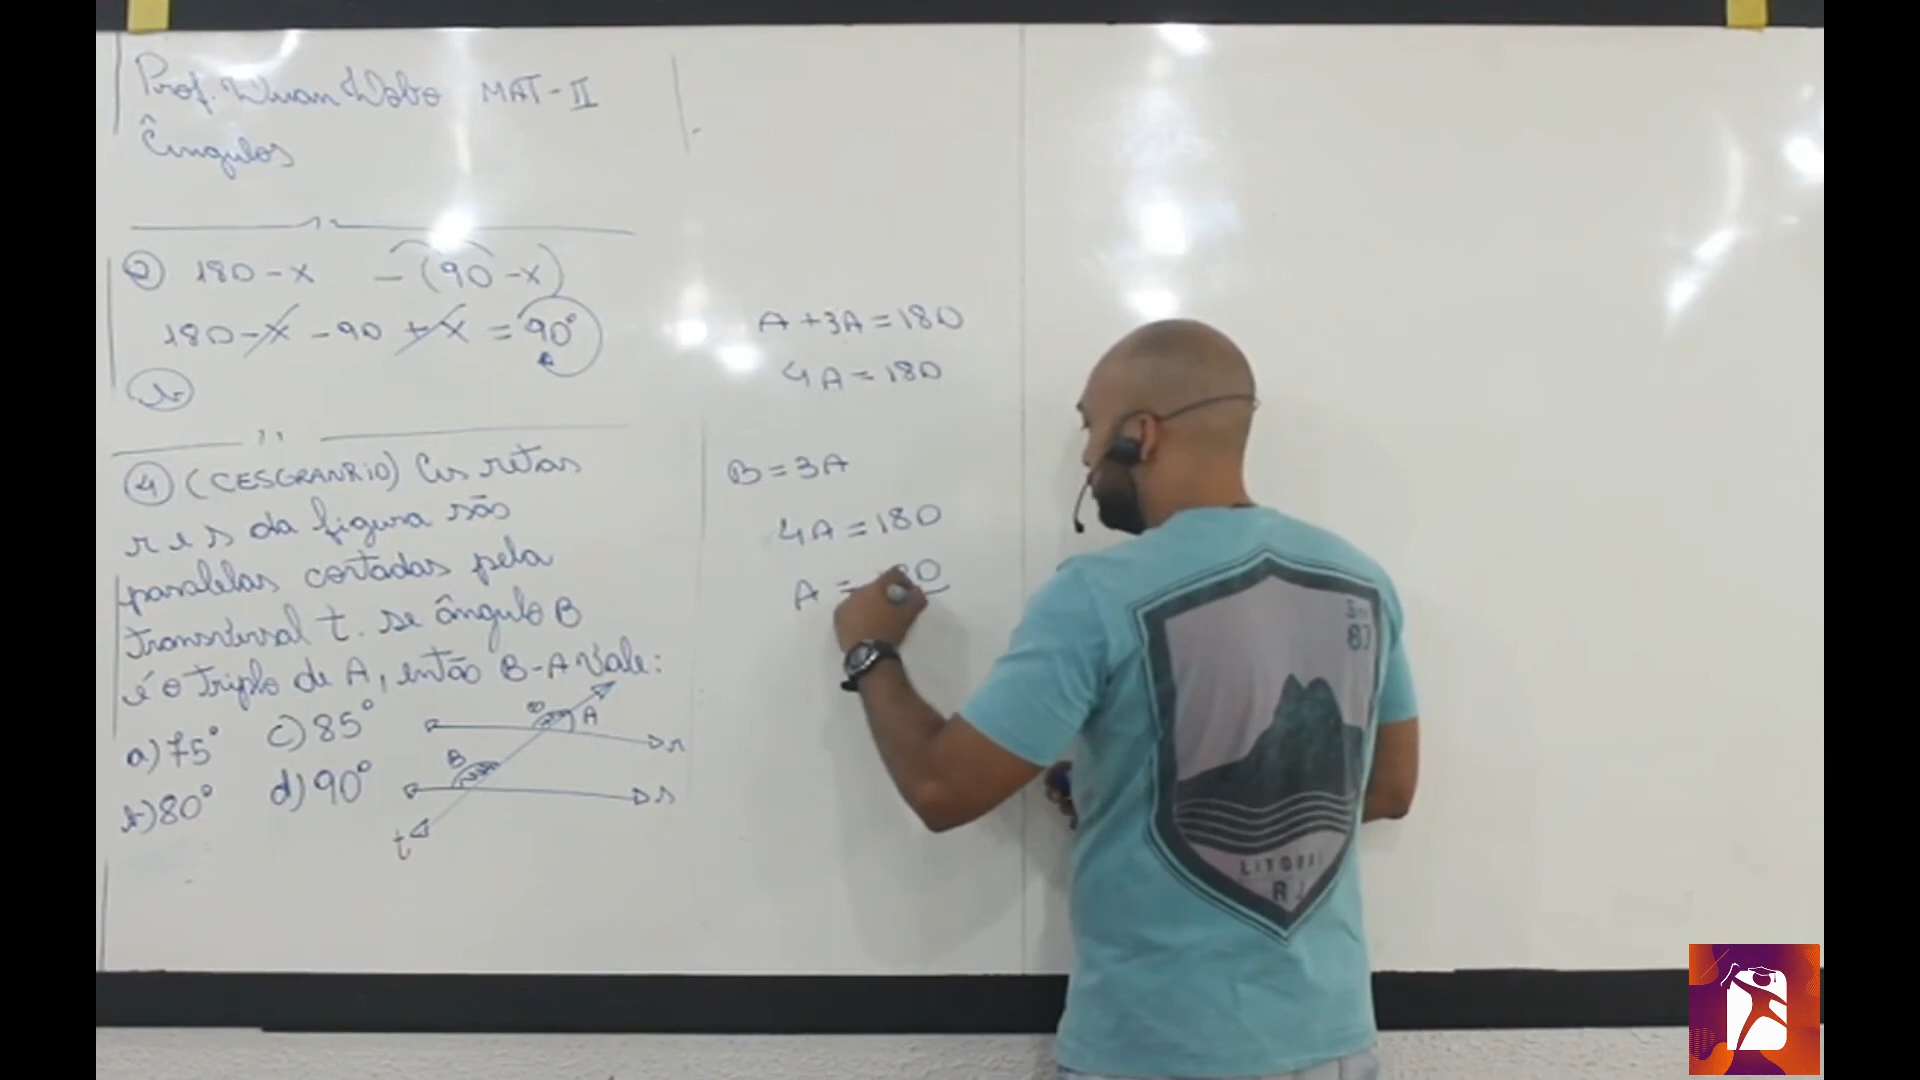 Prof. Luan Lobo MAT-II
Ângulos
2 180-x -(90-x)
180-x-90+x=90°
b
4 (CESGRANRIO) As retas
r e s da figura são
paralelas cortadas pela
transversal t. se ângulo B
é o triplo de A, então B-A vale:
a) 75° c) 85°
b) 80° d) 90°
B A r
B s
t
A+3A=180
4A=180
B=3A
4A=180
A=
87
LITORAL
RJ